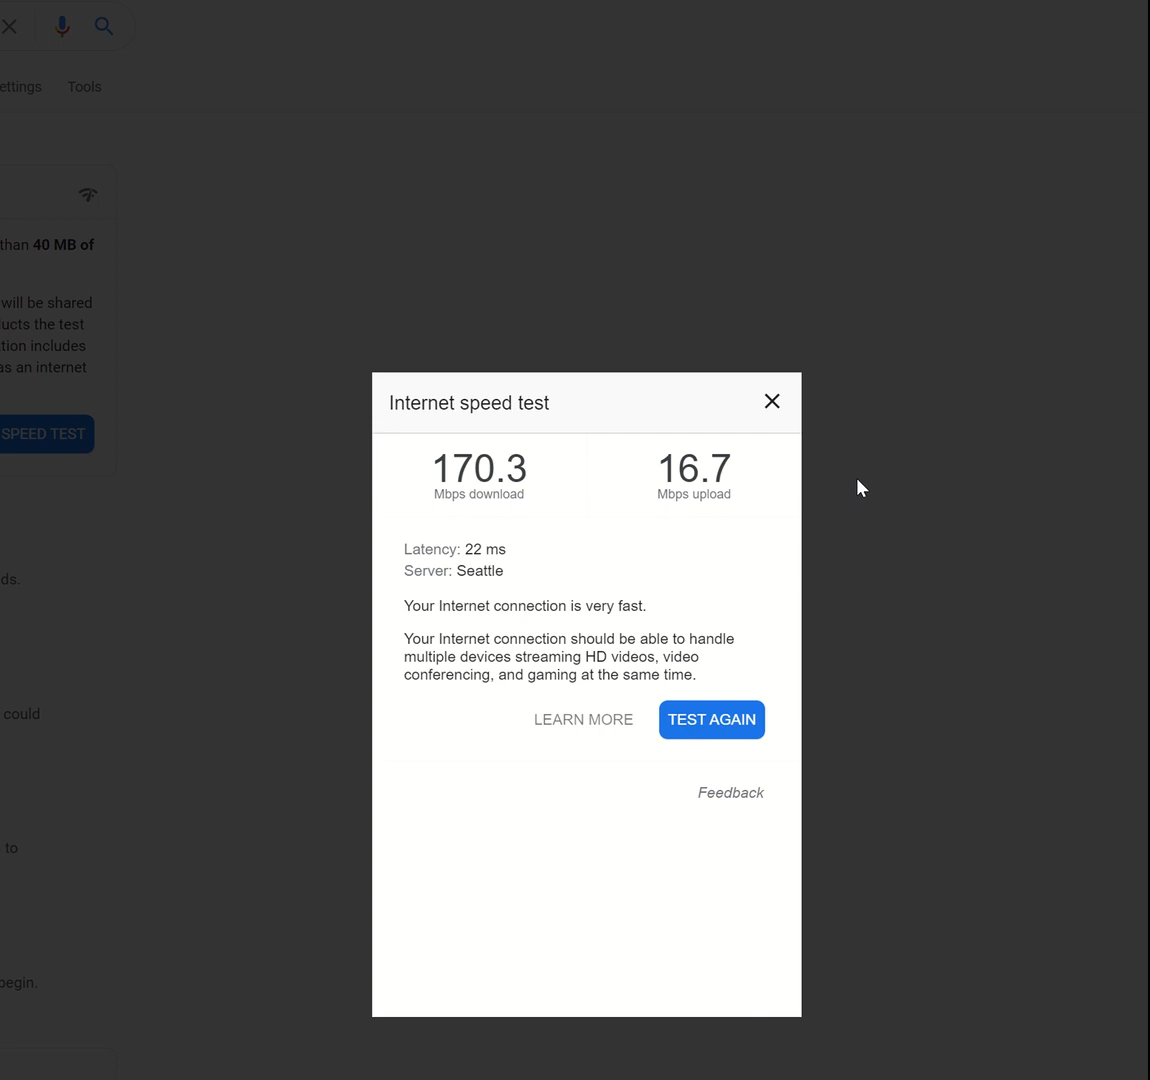 ettings Tools
than 40 MB of
will be shared
ucts the test
tion includes
as an internet
SPEED TEST
ds.
could
to
begin.
Internet speed test
170.3 16.7
Mbps download Mbps upload
Latency: 22 ms
Server: Seattle
Your Internet connection is very fast.
Your Internet connection should be able to handle
multiple devices streaming HD videos, video
conferencing, and gaming at the same time.
LEARN MORE TEST AGAIN
Feedback